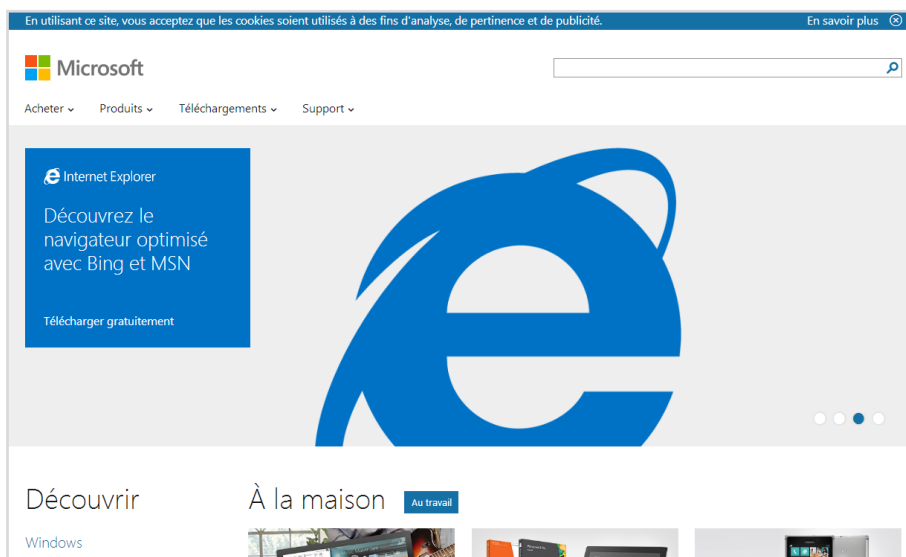 En utilisant ce site, vous acceptez que les cookies soient utilisés à des fins d'analyse, de pertinence et de publicité. En savoir plus
Microsoft
Acheter Produits Téléchargements Support
Internet Explorer
Découvrez le
navigateur optimisé
avec Bing et MSN
Télécharger gratuitement
Découvrir À la maison Au travail
Windows